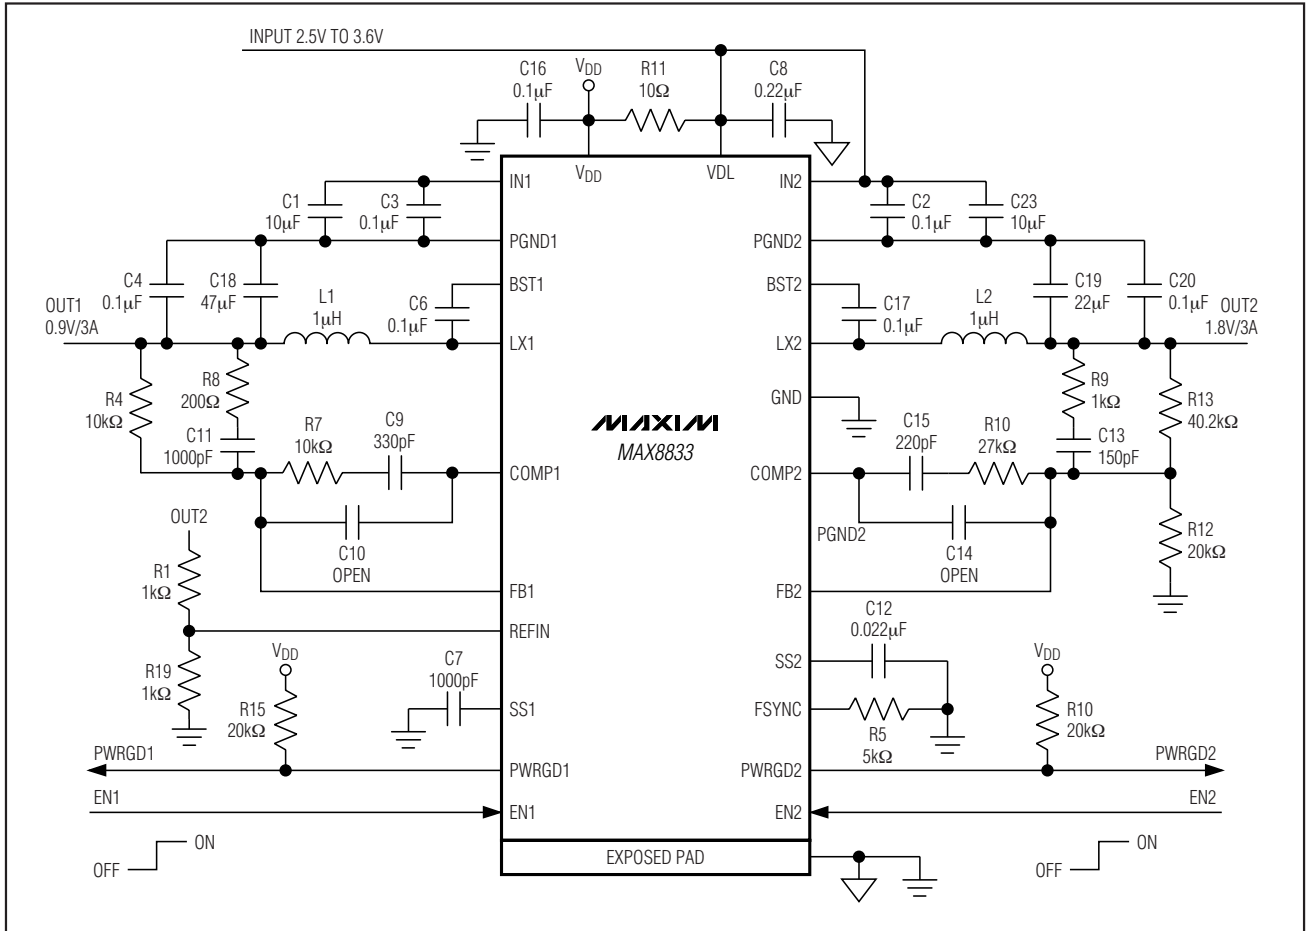 INPUT 2.5V TO 3.6V
C16
0.1µF
VDD
R11
10Ω
C8
0.22µF
VDD
VDL
IN1
IN2
C1
10µF
C3
0.1µF
C2
0.1µF
C23
10µF
PGND1
PGND2
C4
0.1µF
C18
47µF
BST1
BST2
C19
22µF
C20
0.1µF
OUT1
0.9V/3A
L1
1µH
C6
0.1µF
C17
0.1µF
L2
1µH
OUT2
1.8V/3A
LX1
LX2
R4
10kΩ
R8
200Ω
GND
R9
1kΩ
R13
40.2kΩ
MAXIM
MAX8833
C11
1000pF
R7
10kΩ
C9
330pF
C15
220pF
R10
27kΩ
C13
150pF
COMP1
COMP2
OUT2
C10
OPEN
PGND2
C14
OPEN
R12
20kΩ
R1
1kΩ
FB1
FB2
REFIN
C12
0.022µF
R19
1kΩ
VDD
C7
1000pF
SS2
VDD
R15
20kΩ
SS1
FSYNC
R5
5kΩ
R10
20kΩ
PWRGD1
PWRGD1
PWRGD2
PWRGD2
EN1
EN1
EN2
EN2
OFF
ON
EXPOSED PAD
OFF
ON